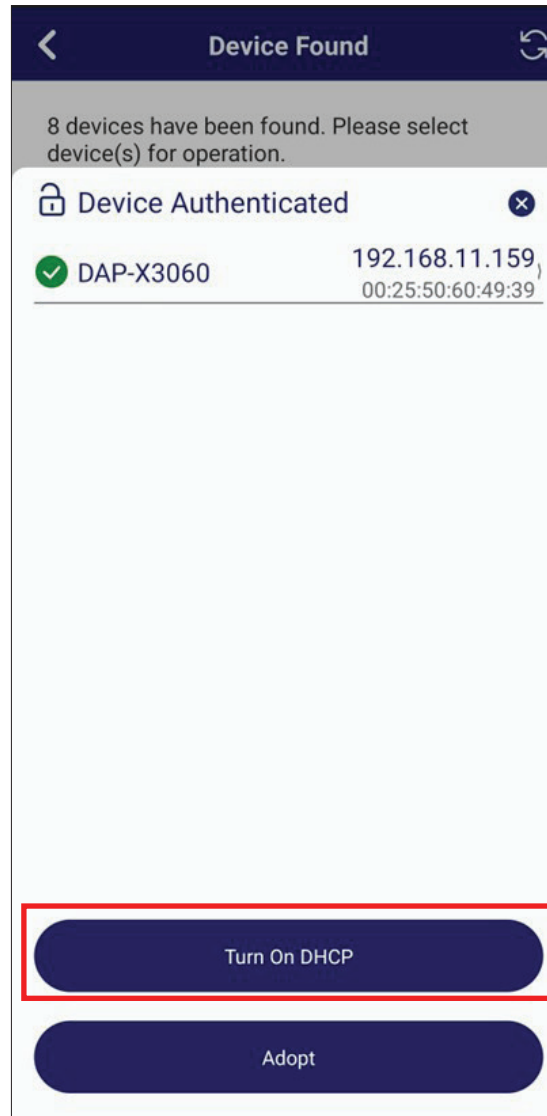 Device Found
8 devices have been found. Please select
device(s) for operation.
Device Authenticated
DAP-X3060
192.168.11.159
00:25:50:60:49:39
Turn On DHCP
Adopt